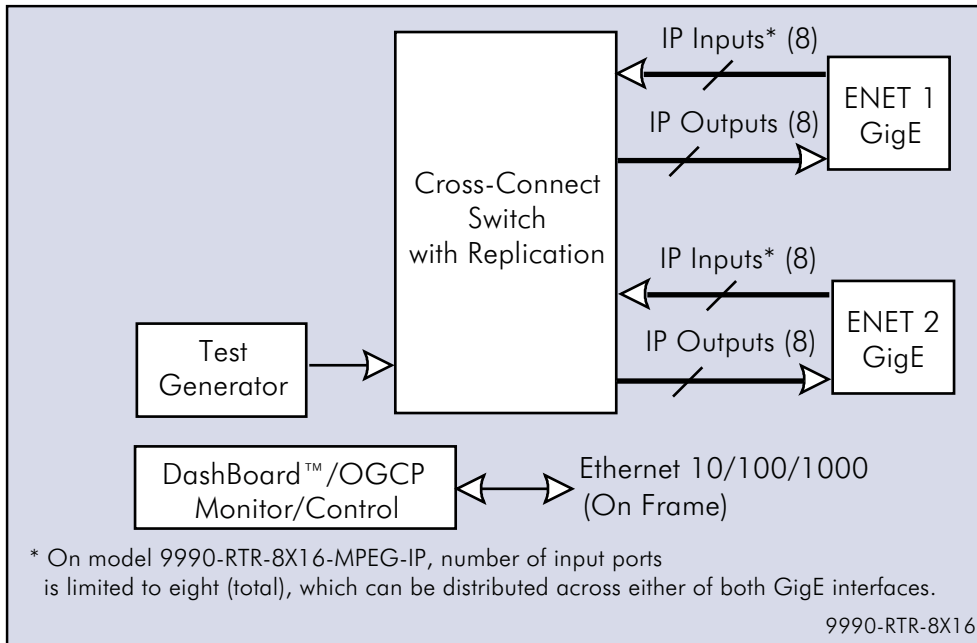 IP Inputs* (8)
ENET 1
GigE
IP Outputs (8)
Cross-Connect
Switch
with Replication
IP Inputs* (8)
ENET 2
GigE
IP Outputs (8)
Test
Generator
DashBoard™/OGCP
Monitor/Control
Ethernet 10/100/1000
(On Frame)
* On model 9990-RTR-8X16-MPEG-IP, number of input ports
is limited to eight (total), which can be distributed across either of both GigE interfaces.
9990-RTR-8X16